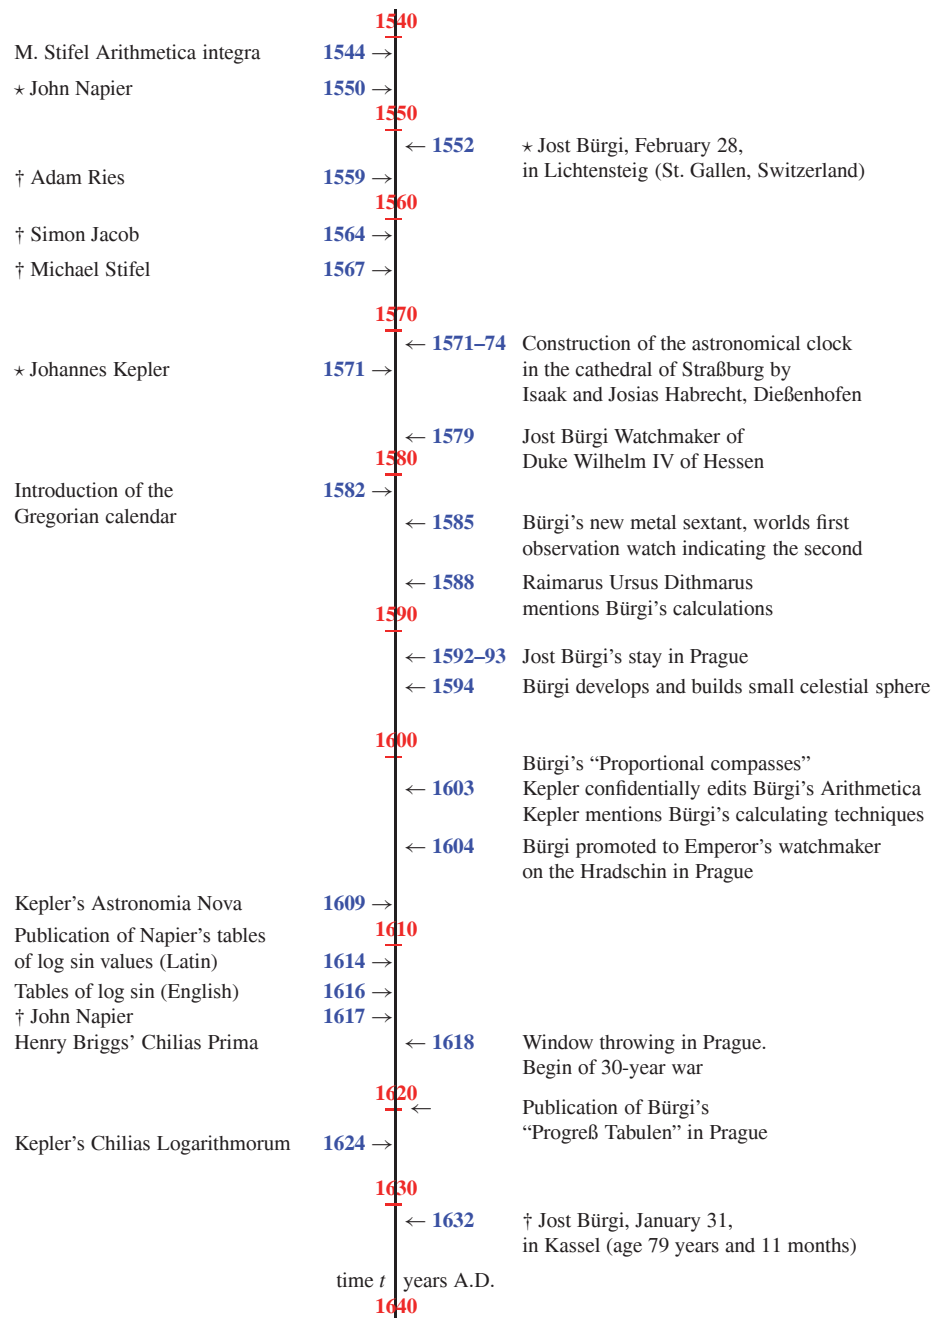 1540
M. Stifel Arithmetica integra 1544 →
⋆ John Napier 1550 →
1550
← 1552 ⋆ Jost Bürgi, February 28,
in Lichtensteig (St. Gallen, Switzerland)
† Adam Ries 1559 →
1560
† Simon Jacob 1564 →
† Michael Stifel 1567 →
1570
← 1571–74 Construction of the astronomical clock
in the cathedral of Straßburg by
Isaak and Josias Habrecht, Dießenhofen
⋆ Johannes Kepler 1571 →
← 1579 Jost Bürgi Watchmaker of
Duke Wilhelm IV of Hessen
1580
Introduction of the 1582 →
Gregorian calendar
← 1585 Bürgi's new metal sextant, worlds first
observation watch indicating the second
← 1588 Raimarus Ursus Dithmarus
mentions Bürgi's calculations
1590
← 1592–93 Jost Bürgi's stay in Prague
← 1594 Bürgi develops and builds small celestial sphere
1600
Bürgi's “Proportional compasses”
← 1603 Kepler confidentially edits Bürgi's Arithmetica
Kepler mentions Bürgi's calculating techniques
← 1604 Bürgi promoted to Emperor's watchmaker
on the Hradschin in Prague
Kepler's Astronomia Nova 1609 →
1610
Publication of Napier's tables
of log sin values (Latin) 1614 →
Tables of log sin (English) 1616 →
† John Napier 1617 →
Henry Briggs' Chilias Prima
← 1618 Window throwing in Prague.
Begin of 30-year war
1620
← Publication of Bürgi's
“Progreß Tabulen” in Prague
Kepler's Chilias Logarithmorum 1624 →
1630
← 1632 † Jost Bürgi, January 31,
in Kassel (age 79 years and 11 months)
time t years A.D.
1640